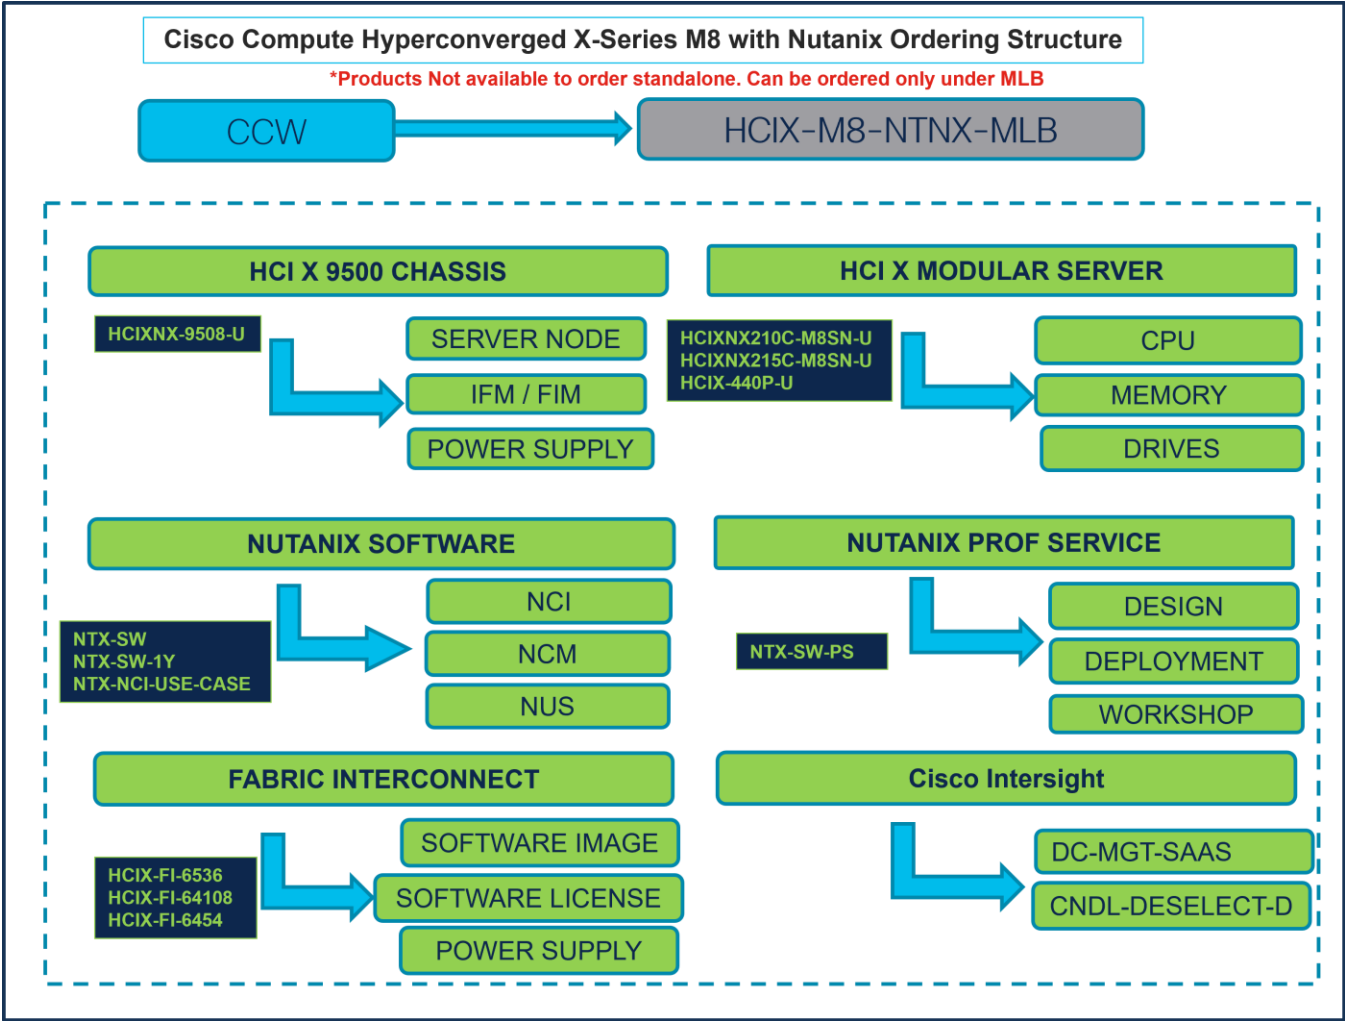 Cisco Compute Hyperconverged X-Series M8 with Nutanix Ordering Structure
*Products Not available to order standalone. Can be ordered only under MLB
CCW
HCIX-M8-NTNX-MLB
HCI X 9500 CHASSIS
HCIXNX-9508-U
SERVER NODE
IFM / FIM
POWER SUPPLY
HCI X MODULAR SERVER
HCIXNX210C-M8SN-U
HCIXNX215C-M8SN-U
HCIX-440P-U
CPU
MEMORY
DRIVES
NUTANIX SOFTWARE
NTX-SW
NTX-SW-1Y
NTX-NCI-USE-CASE
NCI
NCM
NUS
NUTANIX PROF SERVICE
NTX-SW-PS
DESIGN
DEPLOYMENT
WORKSHOP
FABRIC INTERCONNECT
HCIX-FI-6536
HCIX-FI-64108
HCIX-FI-6454
SOFTWARE IMAGE
SOFTWARE LICENSE
POWER SUPPLY
Cisco Intersight
DC-MGT-SAAS
CNDL-DESELECT-D